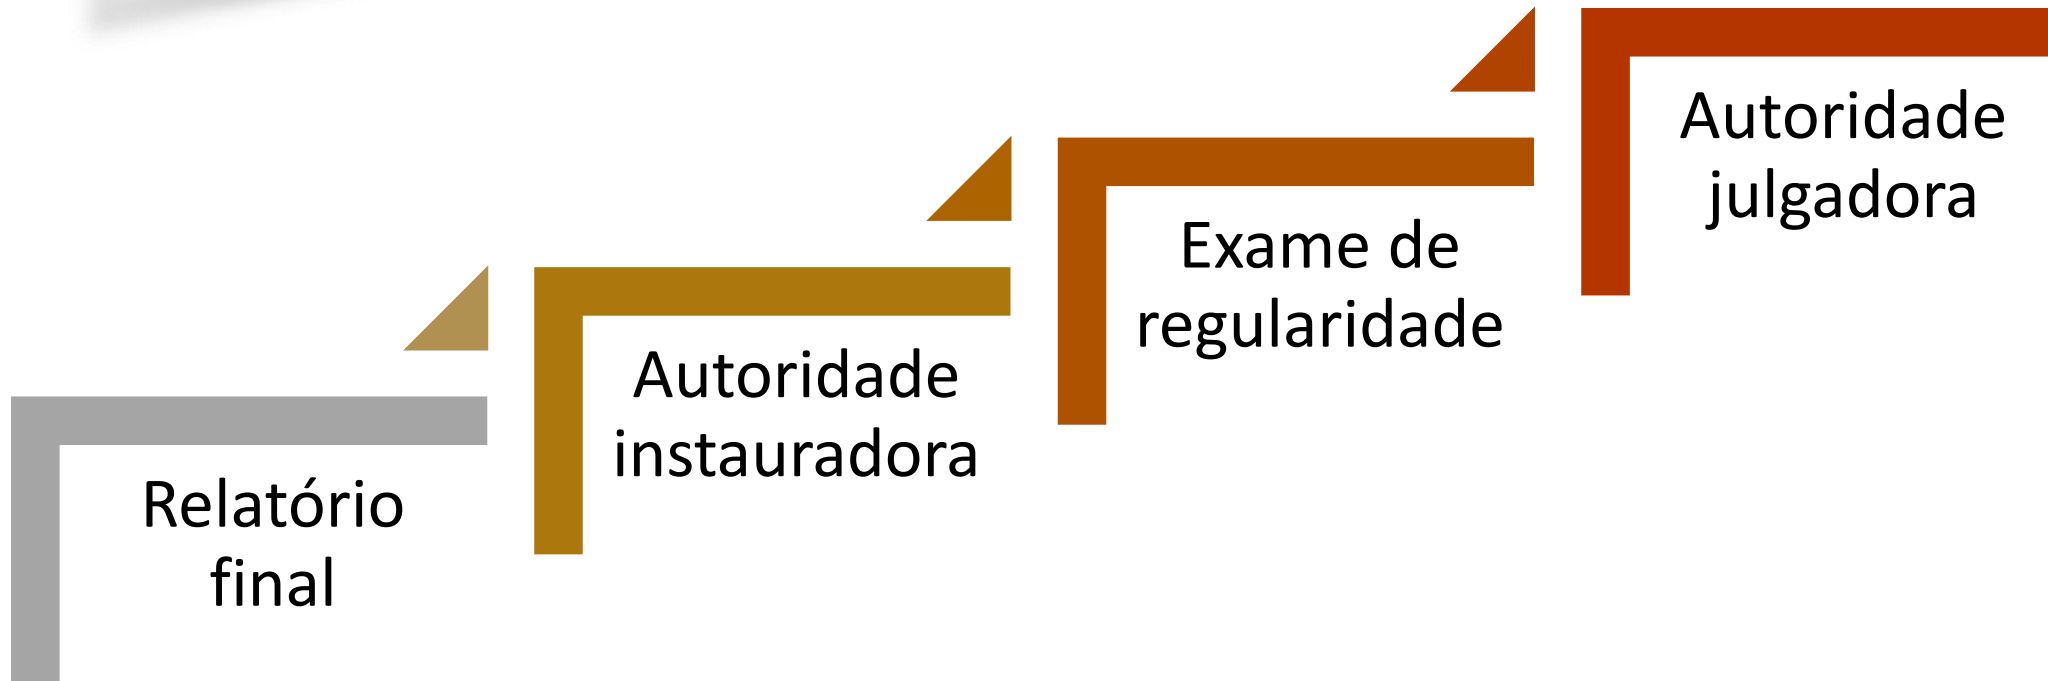 Relatório
final
Autoridade
instauradora
Exame de
regularidade
Autoridade
julgadora